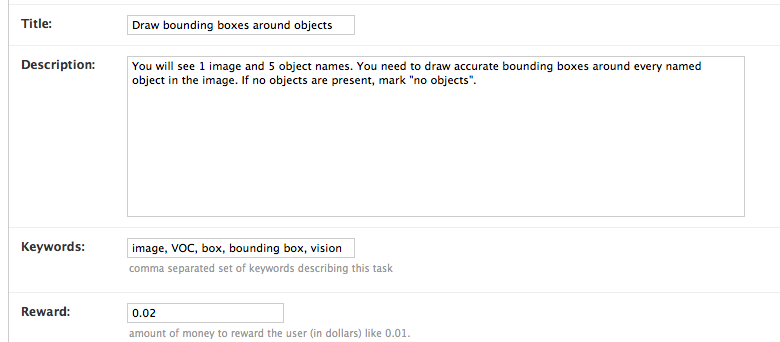 Title: Draw bounding boxes around objects
Description: You will see 1 image and 5 object names. You need to draw accurate bounding boxes around every named
object in the image. If no objects are present, mark "no objects".
Keywords: image, VOC, box, bounding box, vision
comma separated set of keywords describing this task
Reward: 0.02
amount of money to reward the user (in dollars) like 0.01.